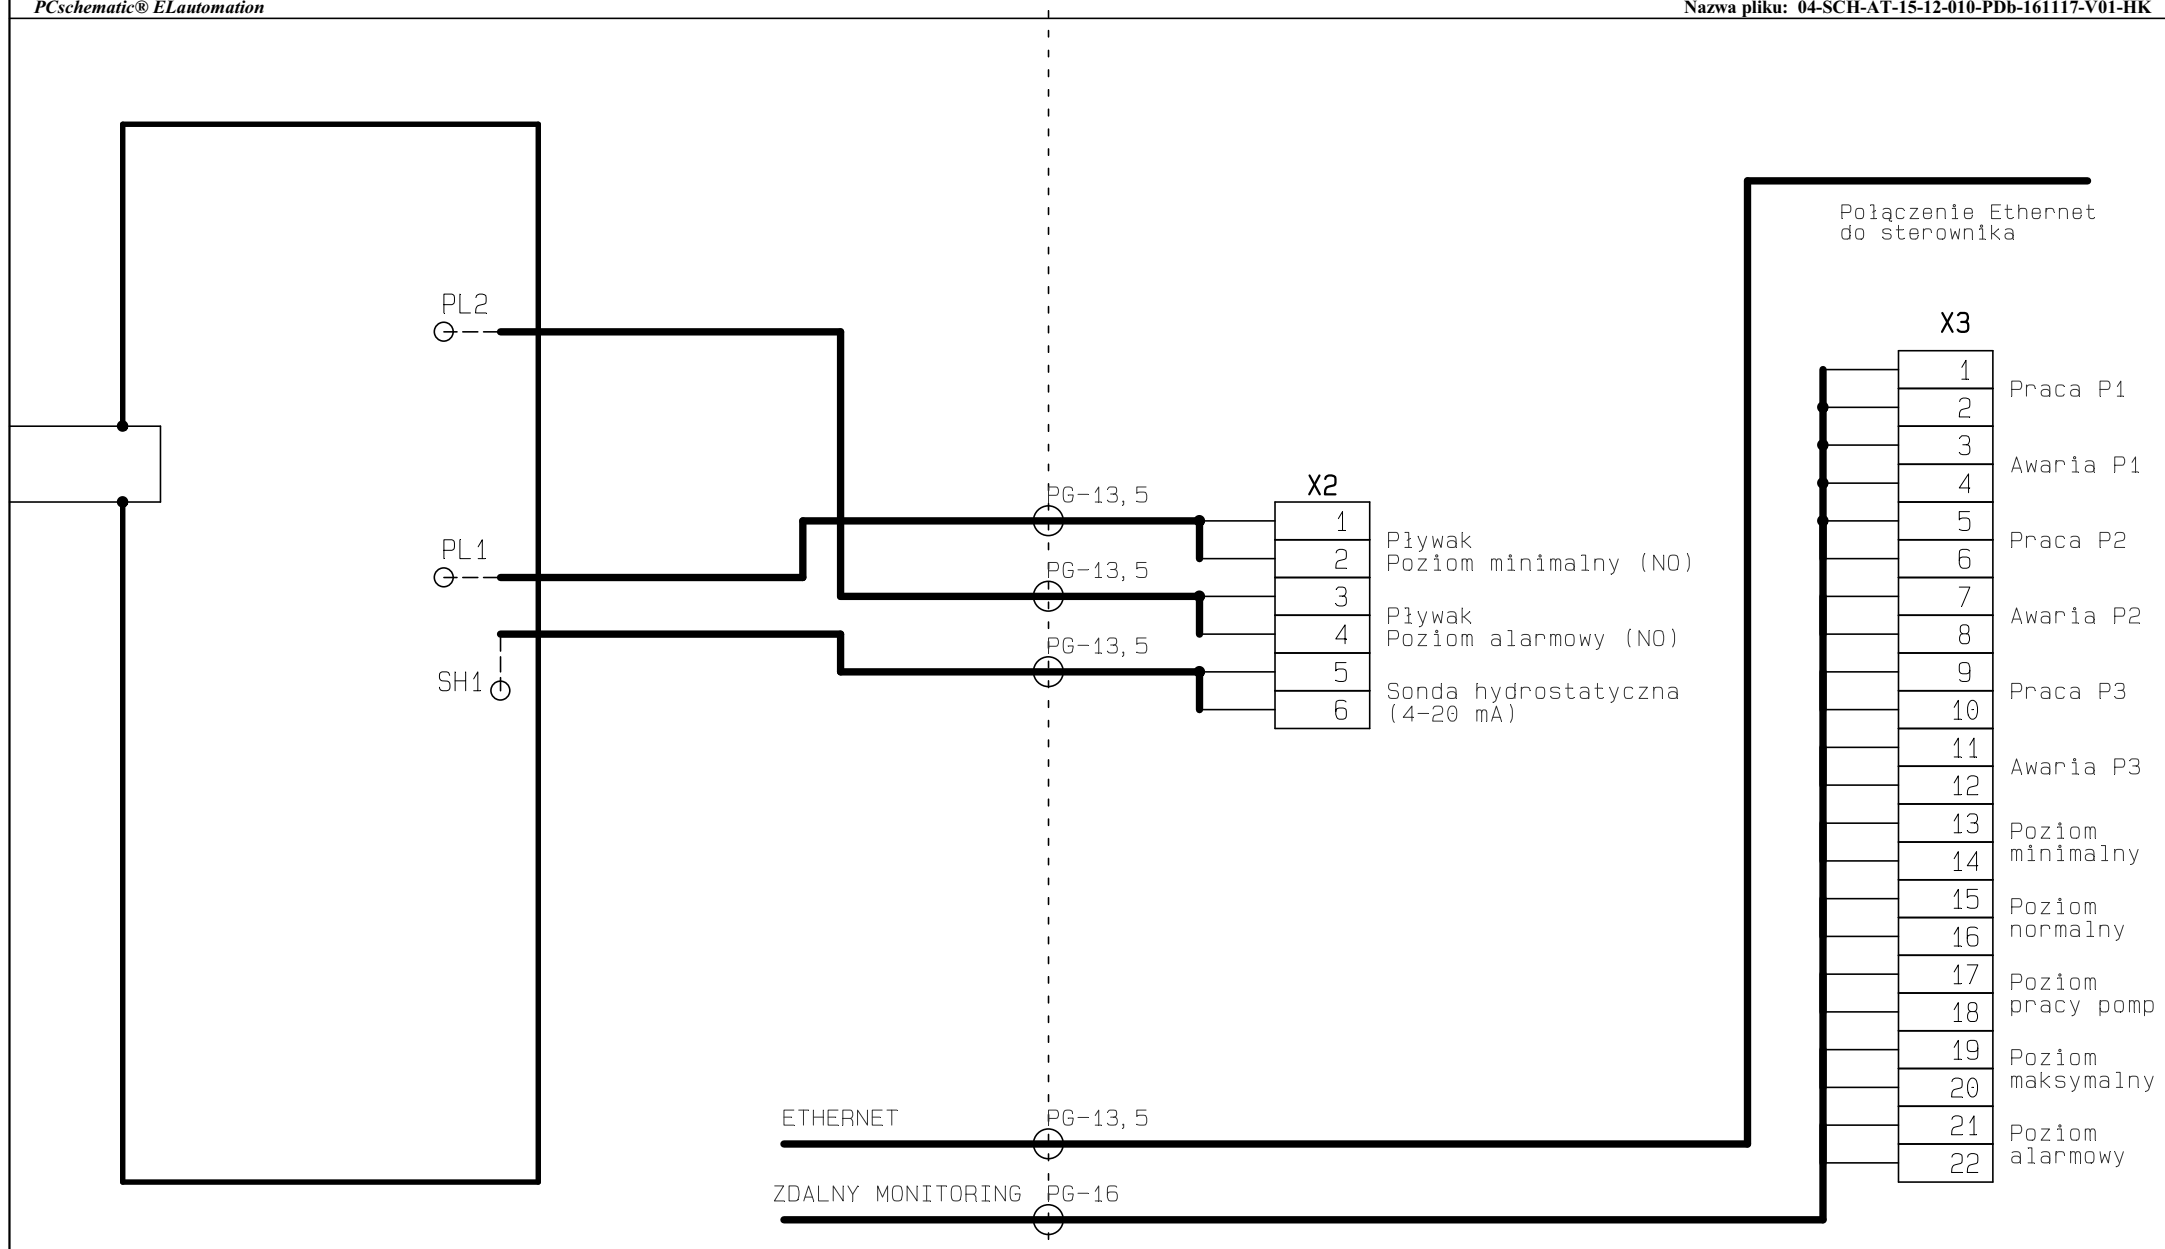 PCschematic® ELautomation
Nazwa pliku: 04-SCH-AT-15-12-010-PDb-161117-V01-HK
Połączenie Ethernet
do sterownika
PL2
PL1
SH1
PG-13,5
PG-13,5
PG-13,5
X2
1
2
3
4
5
6
Pływak
Poziom minimalny (NO)
Pływak
Poziom alarmowy (NO)
Sonda hydrostatyczna
(4-20 mA)
X3
1
2
Praca P1
3
4
Awaria P1
5
6
Praca P2
7
8
Awaria P2
9
10
Praca P3
11
12
Awaria P3
13
14
Poziom
minimalny
15
16
Poziom
normalny
17
18
Poziom
pracy pomp
19
20
Poziom
maksymalny
21
22
Poziom
alarmowy
ETHERNET
PG-13,5
ZDALNY MONITORING
PG-16